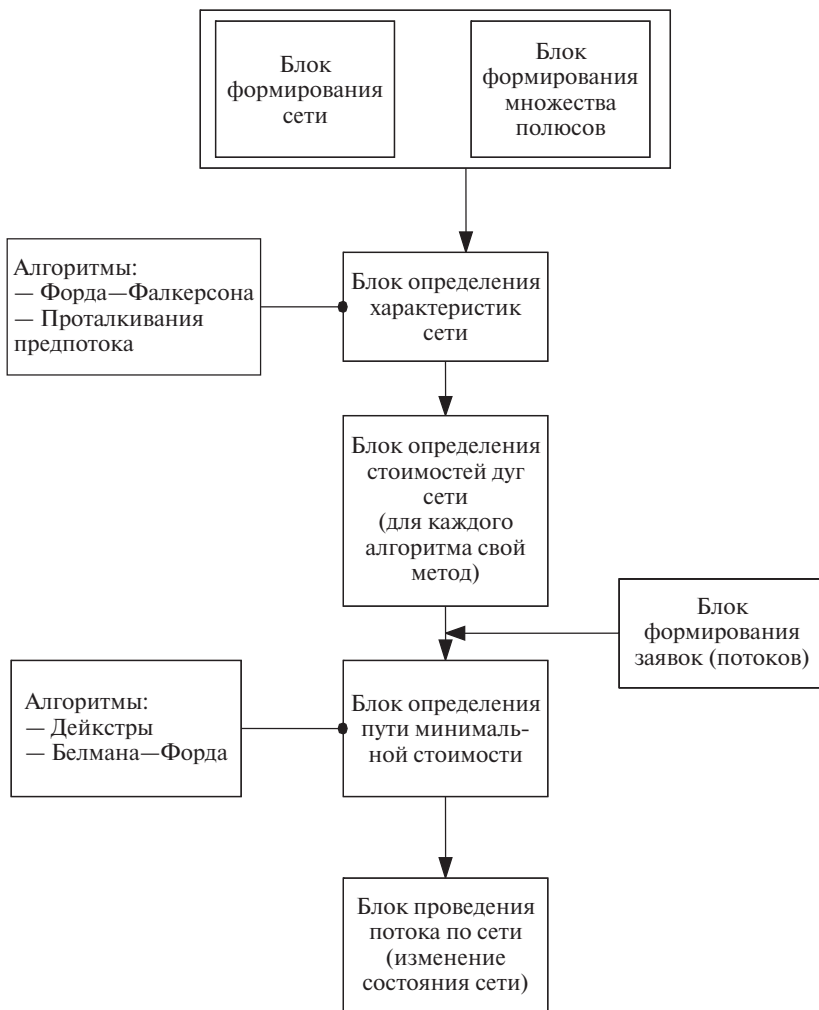 Блок
формирования
сети
Блок
формирования
множества
полюсов
Алгоритмы:
— Форда—Фалкерсона
— Проталкивания
предпотока
Блок определения
характеристик
сети
Блок определения
стоимостей дуг
сети
(для каждого
алгоритма свой
метод)
Блок
формирования
заявок (потоков)
Алгоритмы:
— Дейкстры
— Белмана—Форда
Блок определения
пути минималь-
ной стоимости
Блок проведения
потока по сети
(изменение
состояния сети)